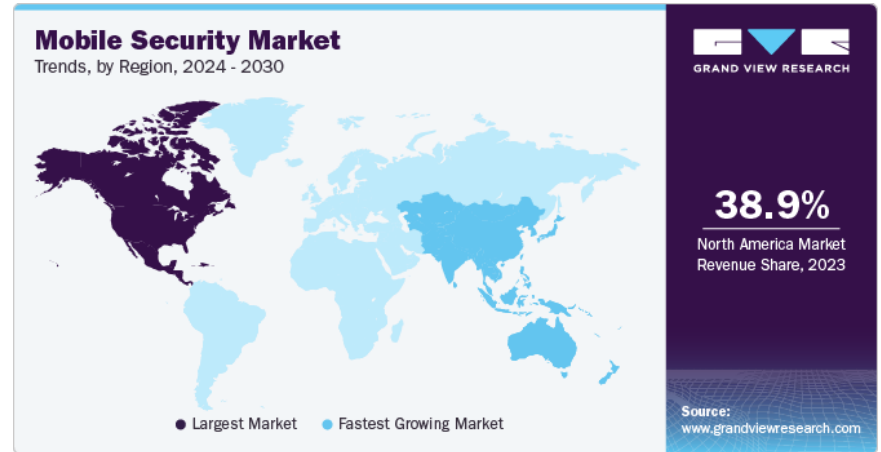 Mobile Security Market
Trends, by Region, 2024 - 2030
GRAND VIEW RESEARCH
38.9%
North America Market
Revenue Share, 2023
Largest Market
Fastest Growing Market
Source:
www.grandviewresearch.com